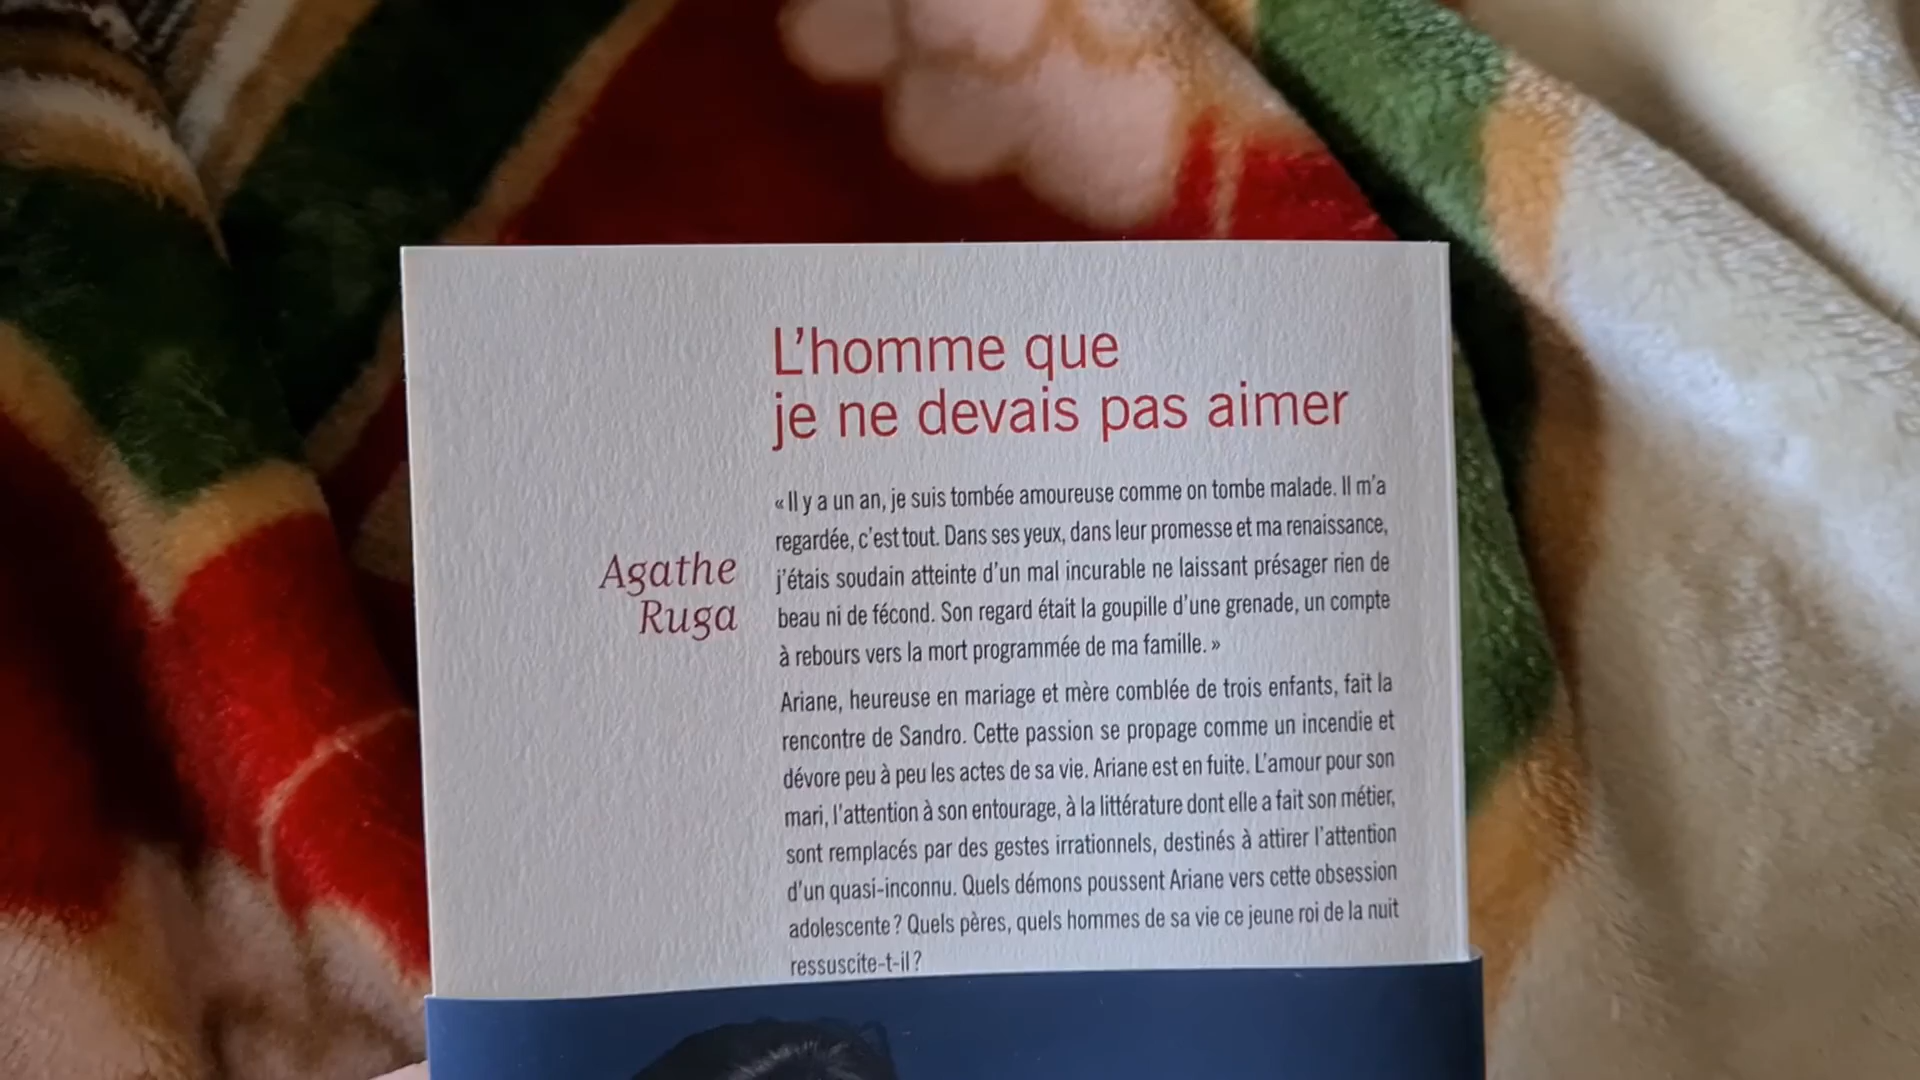 L'homme que
je ne devais pas aimer
Agathe
Ruga
« Il y a un an, je suis tombée amoureuse comme on tombe malade. Il m'a
regardée, c'est tout. Dans ses yeux, dans leur promesse et ma renaissance,
j'étais soudain atteinte d'un mal incurable ne laissant présager rien de
beau ni de fécond. Son regard était la goupille d'une grenade, un compte
à rebours vers la mort programmée de ma famille. »
Ariane, heureuse en mariage et mère comblée de trois enfants, fait la
rencontre de Sandro. Cette passion se propage comme un incendie et
dévore peu à peu les actes de sa vie. Ariane est en fuite. L'amour pour son
mari, l'attention à son entourage, à la littérature dont elle a fait son métier,
sont remplacés par des gestes irrationnels, destinés à attirer l'attention
d'un quasi-inconnu. Quels démons poussent Ariane vers cette obsession
adolescente ? Quels pères, quels hommes de sa vie ce jeune roi de la nuit
ressuscite-t-il ?